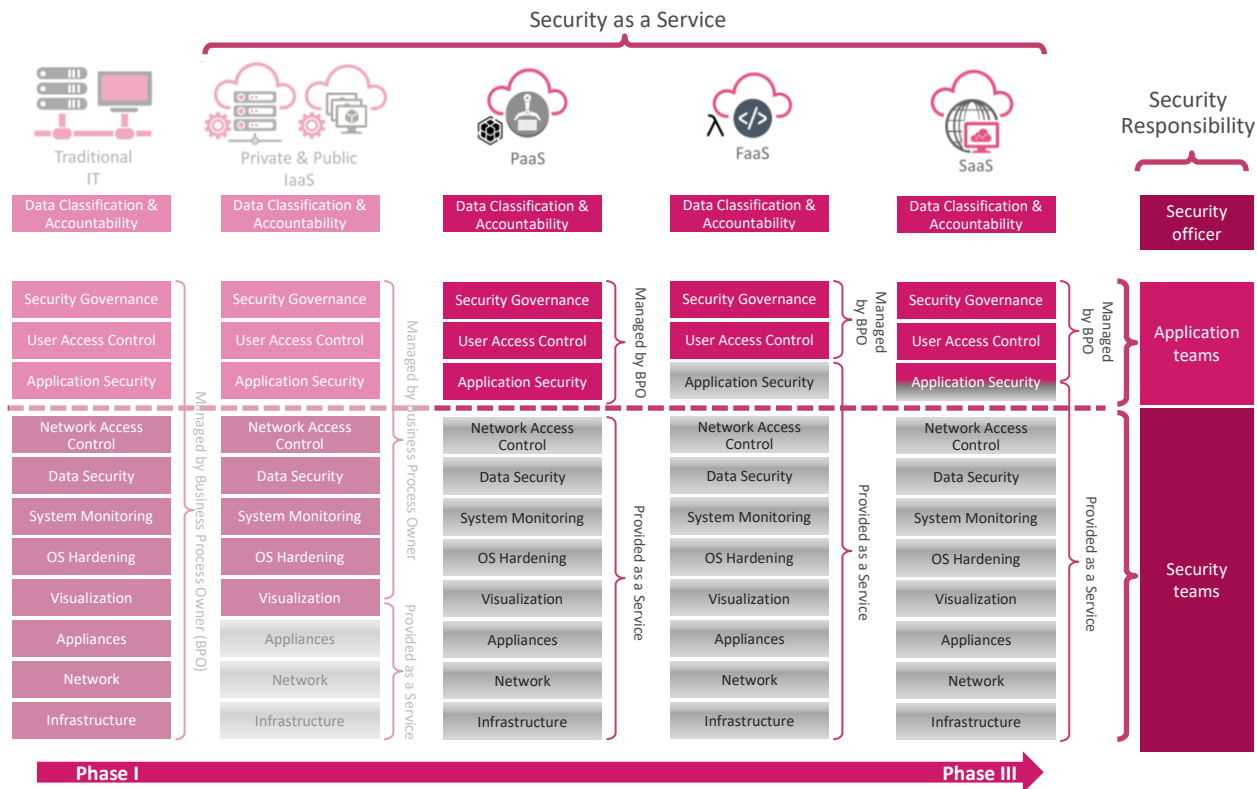 Security as a Service
Traditional
IT
Private & Public
IaaS
PaaS
λ
</>
FaaS
SaaS
Security
Responsibility
Data Classification &
Accountability
Data Classification &
Accountability
Data Classification &
Accountability
Data Classification &
Accountability
Data Classification &
Accountability
Security
officer
Security Governance
User Access Control
Application Security
Network Access
Control
Data Security
System Monitoring
OS Hardening
Visualization
Appliances
Network
Infrastructure
Managed by Business Process Owner (BPO)
Security Governance
User Access Control
Application Security
Network Access
Control
Data Security
System Monitoring
OS Hardening
Visualization
Appliances
Network
Infrastructure
Managed by Business Process Owner
Provided as a Service
Security Governance
User Access Control
Application Security
Network Access
Control
Data Security
System Monitoring
OS Hardening
Visualization
Appliances
Network
Infrastructure
Managed by BPO
Provided as a Service
Security Governance
User Access Control
Application Security
Network Access
Control
Data Security
System Monitoring
OS Hardening
Visualization
Appliances
Network
Infrastructure
Managed
by BPO
Provided as a Service
Security Governance
User Access Control
Application Security
Network Access
Control
Data Security
System Monitoring
OS Hardening
Visualization
Appliances
Network
Infrastructure
Managed
by BPO
Provided as a Service
Application
teams
Security
teams
Phase I
Phase III